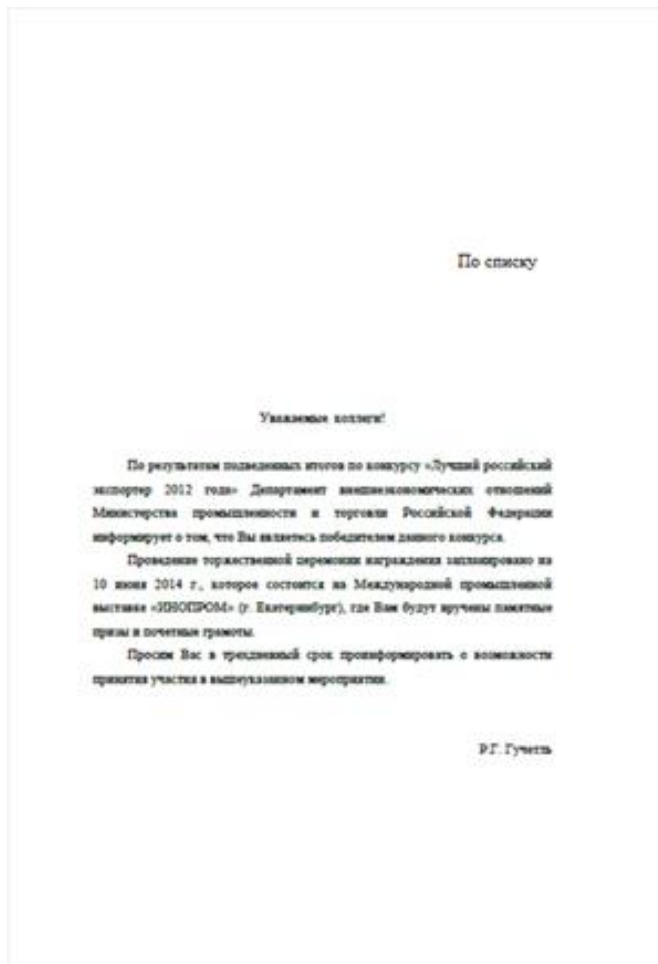 По списку
Уважаемые коллеги!
По результатам подведенных итогов по конкурсу «Лучший российский
экспортер 2012 года» Департамент внешнеэкономических отношений
Министерства промышленности и торговли Российской Федерации
информирует о том, что Вы являетесь победителем данного конкурса.
Проведение торжественной церемонии награждения запланировано на
10 июня 2014 г., которое состоится на Международной промышленной
выставке «ИНОПРОМ» (г. Екатеринбург), где Вам будут вручены памятные
призы и почетные грамоты.
Просим Вас в трехдневный срок проинформировать о возможности
принятия участия в вышеуказанном мероприятии.
Р.Г. Гучетль